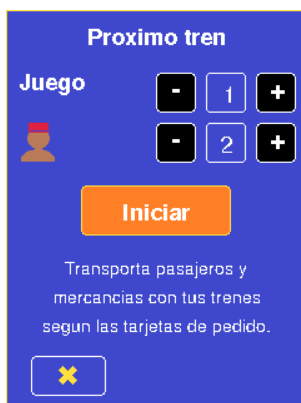 Proximo tren
Juego - 1 +
- 2 +
Iniciar
Transporta pasajeros y
mercancias con tus trenes
segun las tarjetas de pedido.